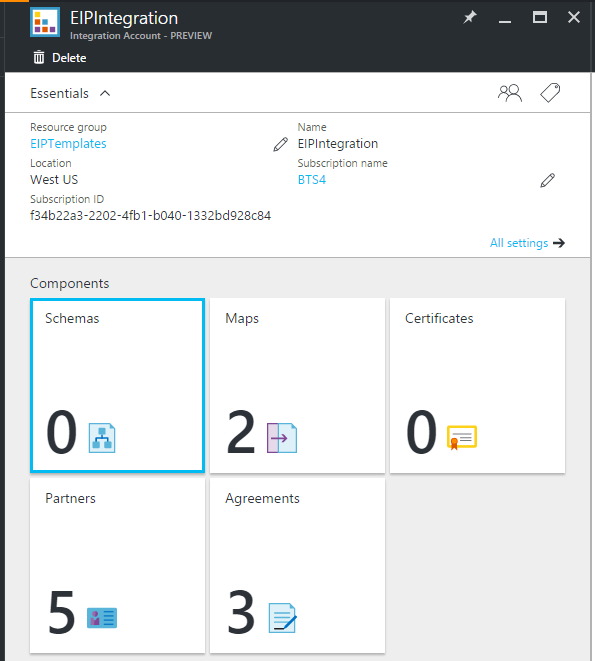 EIPIntegration
Integration Account - PREVIEW
Delete
Essentials
Resource group
EIPTemplates
Name
EIPIntegration
Location
West US
Subscription name
BTS4
Subscription ID
f34b22a3-2202-4fb1-b040-1332bd928c84
All settings
Components
Schemas
0
Maps
2
Certificates
0
Partners
5
Agreements
3